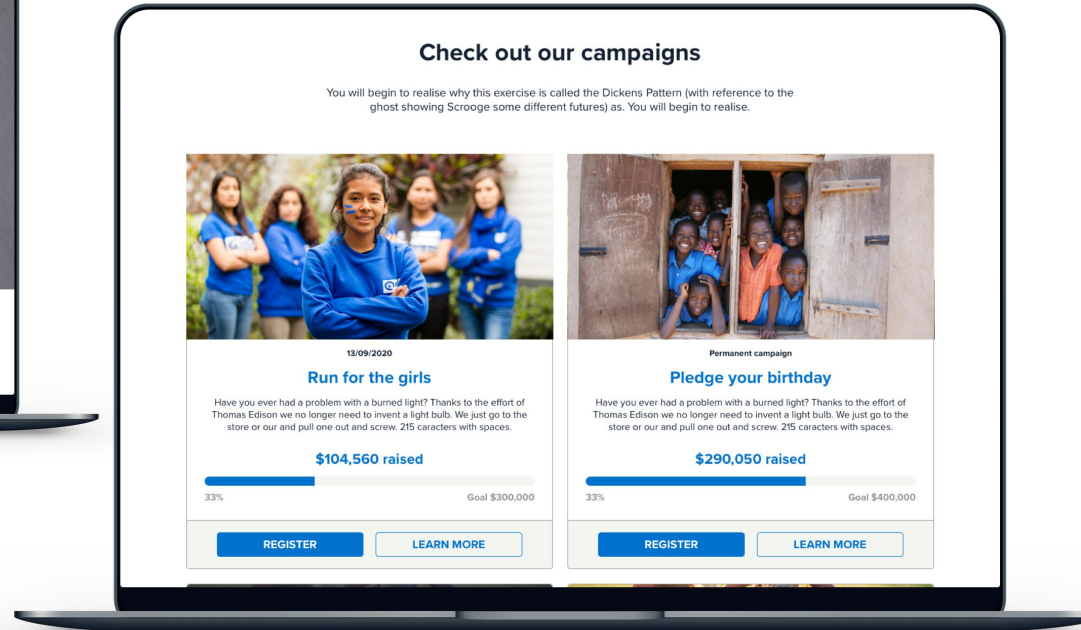 Check out our campaigns
You will begin to realise why this exercise is called the Dickens Pattern (with reference to the
ghost showing Scrooge some different futures) as. You will begin to realise.
13/09/2020
Run for the girls
Have you ever had a problem with a burned light? Thanks to the effort of
Thomas Edison we no longer need to invent a light bulb. We just go to the
store or our and pull one out and screw. 215 caracters with spaces.
$104,560 raised
33%
Goal $300,000
REGISTER
LEARN MORE
Permanent campaign
Pledge your birthday
Have you ever had a problem with a burned light? Thanks to the effort of
Thomas Edison we no longer need to invent a light bulb. We just go to the
store or our and pull one out and screw. 215 caracters with spaces.
$290,050 raised
33%
Goal $400,000
REGISTER
LEARN MORE